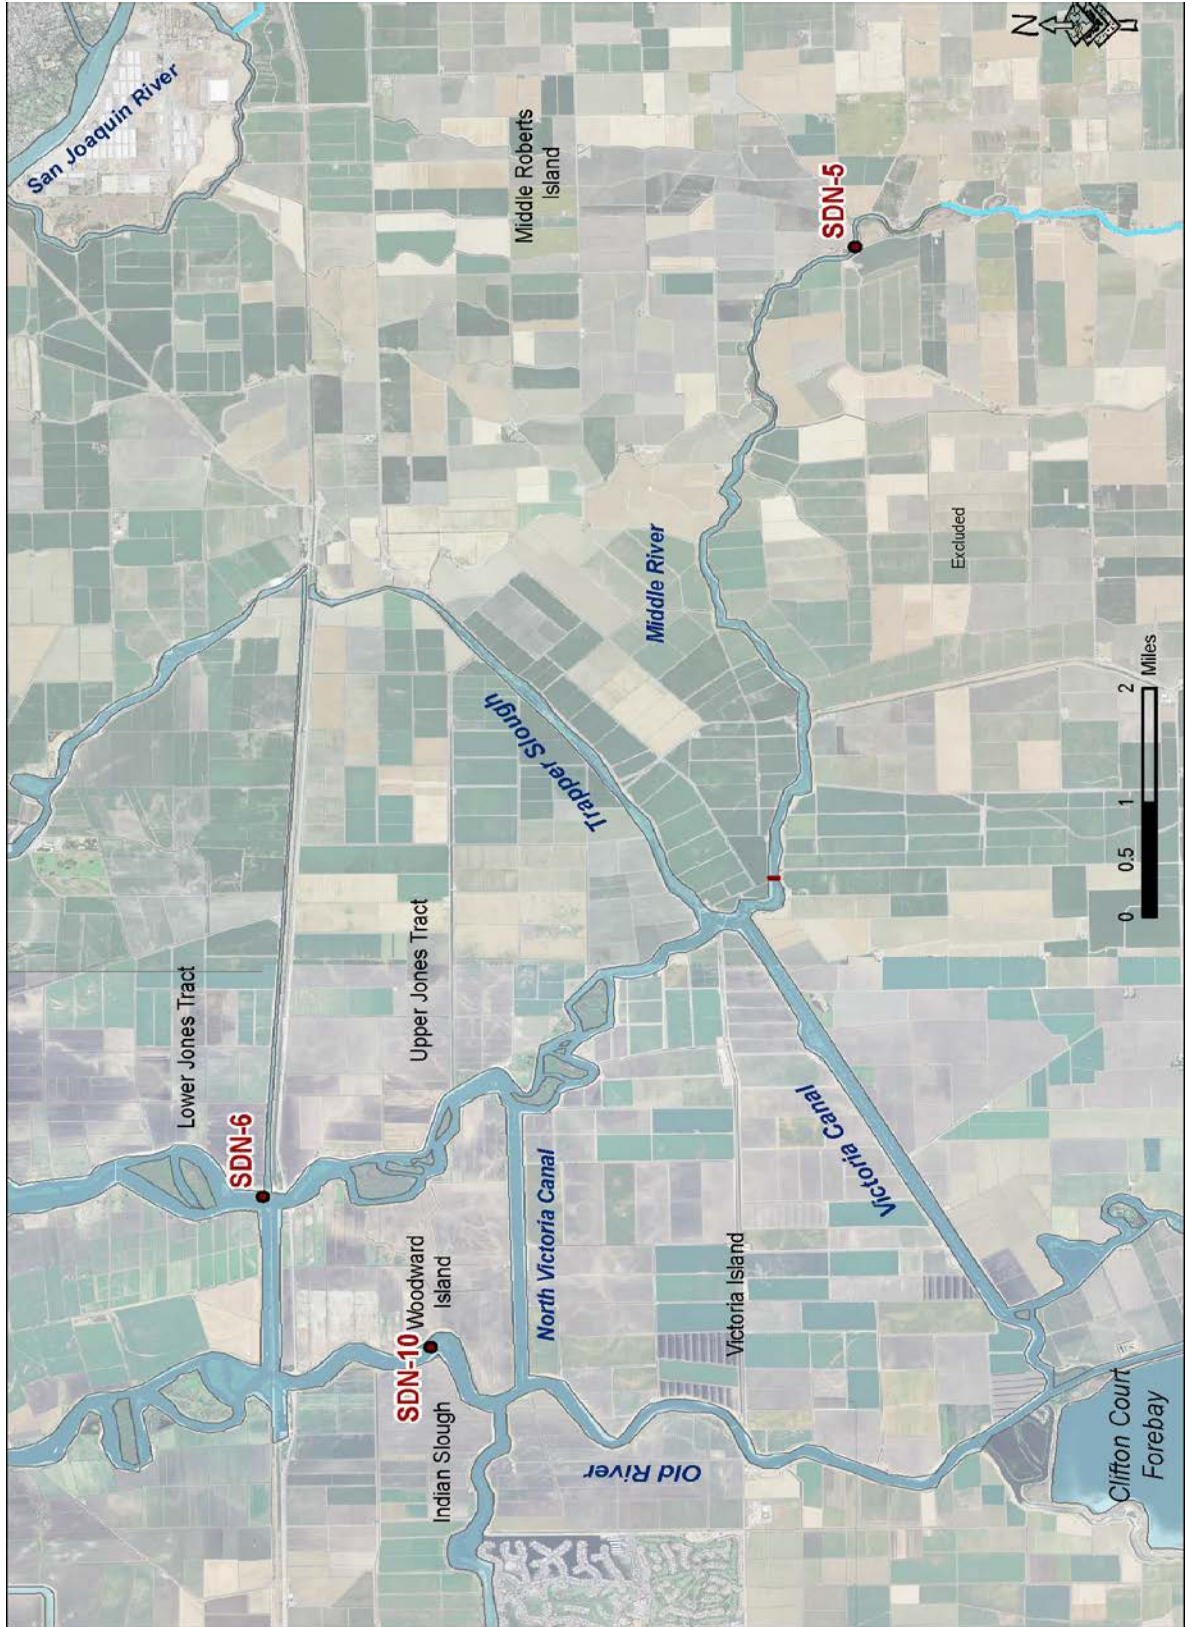 San Joaquin River
Middle Roberts
Island
SDN-5
Middle River
Excluded
Trapper Slough
Lower Jones Tract
Upper Jones Tract
SDN-6
Woodward
Island
SDN-10
Indian Slough
North Victoria Canal
Victoria Canal
Victoria Island
Old River
Clifton Court
Forebay
0 0.5 1 2
Miles
N